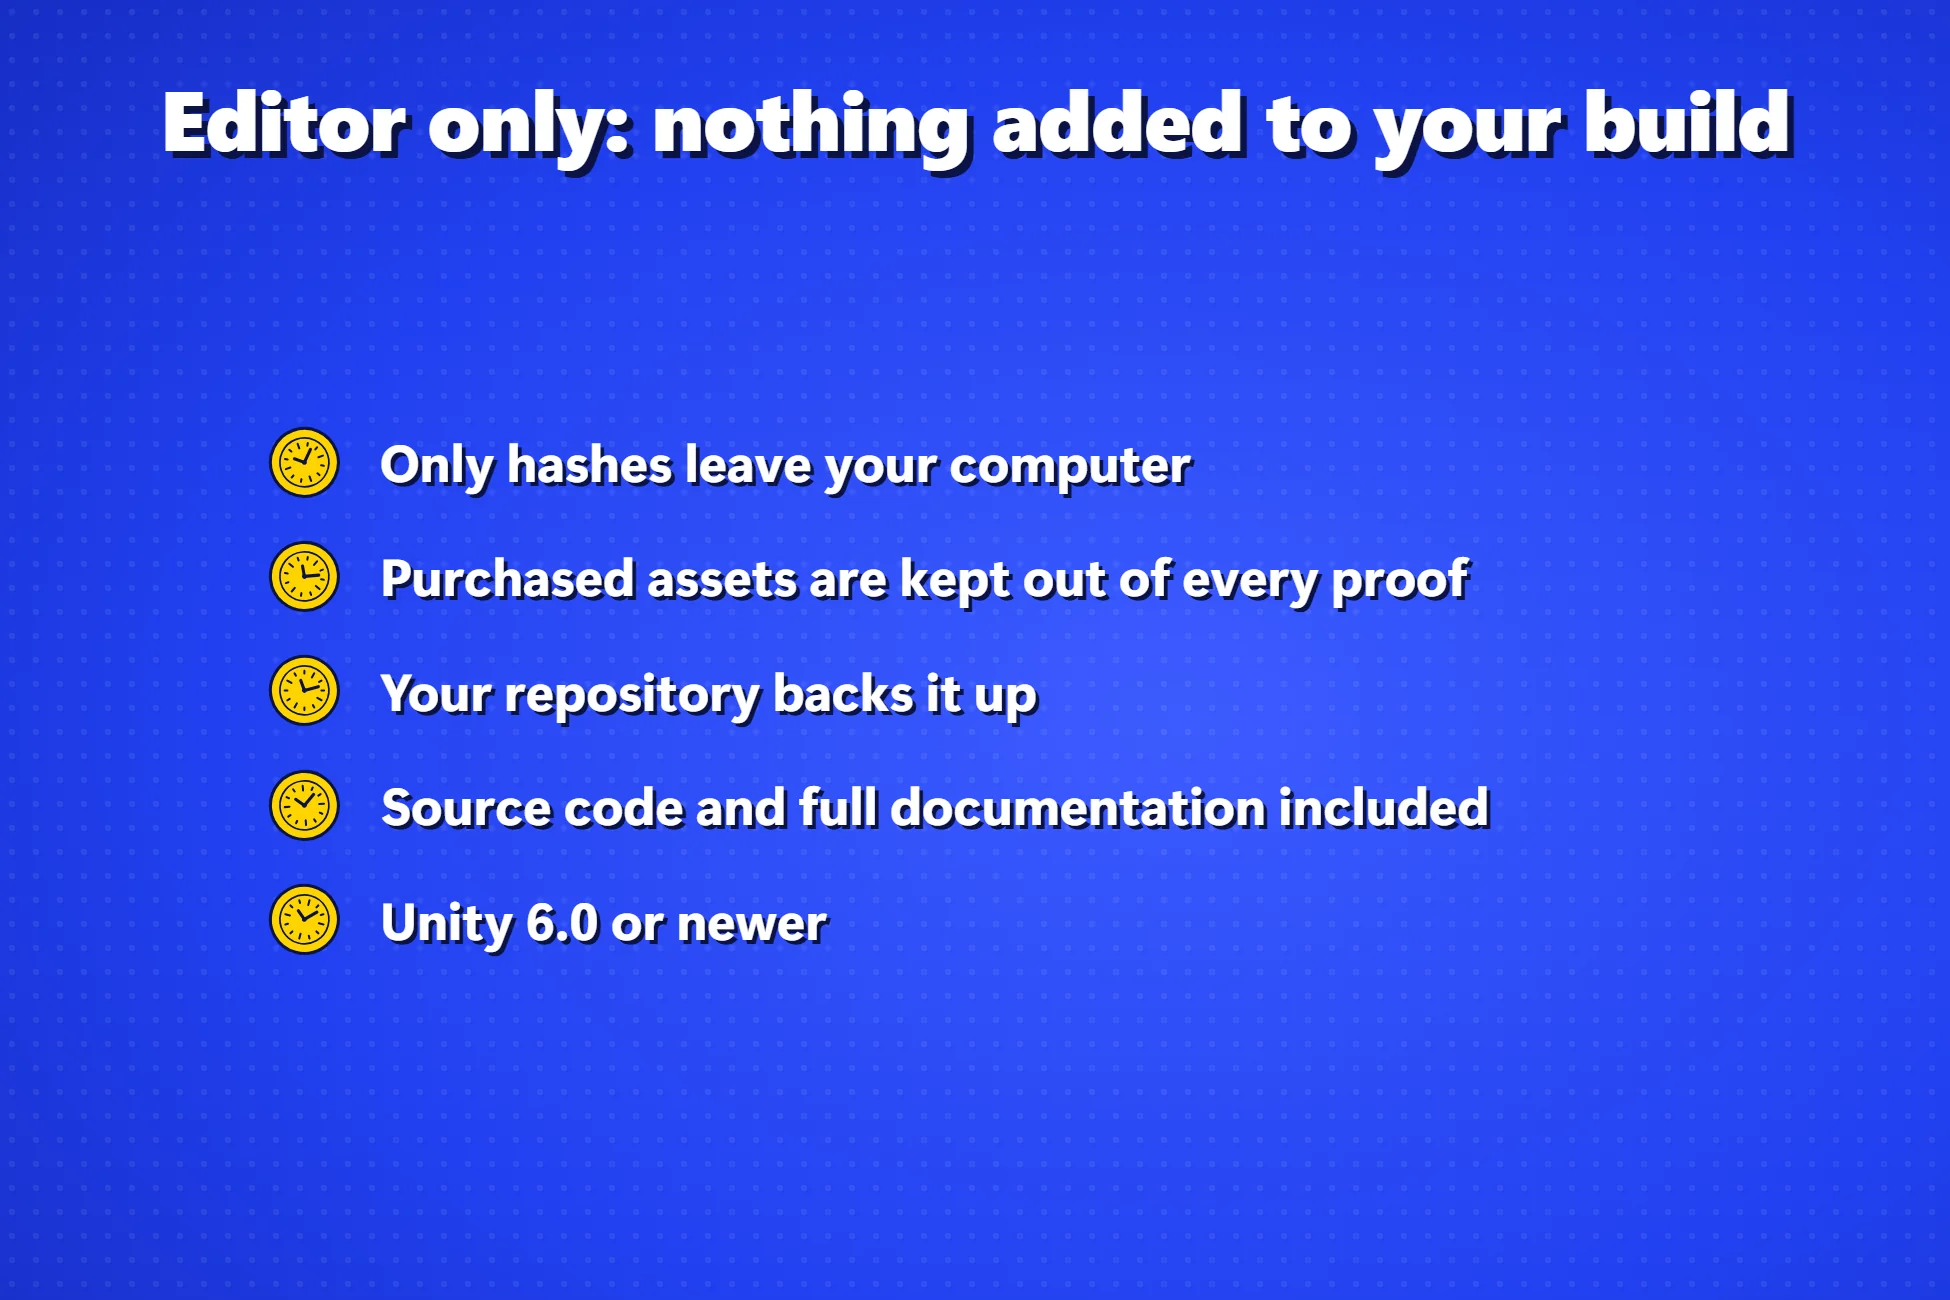 Editor only: nothing added to your build
Only hashes leave your computer
Purchased assets are kept out of every proof
Your repository backs it up
Source code and full documentation included
Unity 6.0 or newer